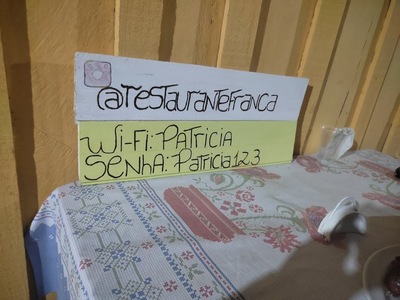 @restaurantefranca
Wi-Fi: PATRICIA
SENHA: Patricia123